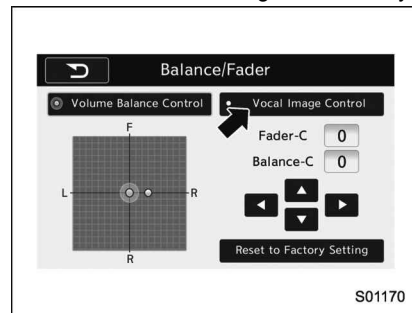 Balance/Fader
Volume Balance Control
Vocal Image Control
F
L
R
R
Fader-C 0
Balance-C 0
Reset to Factory Setting
S01170